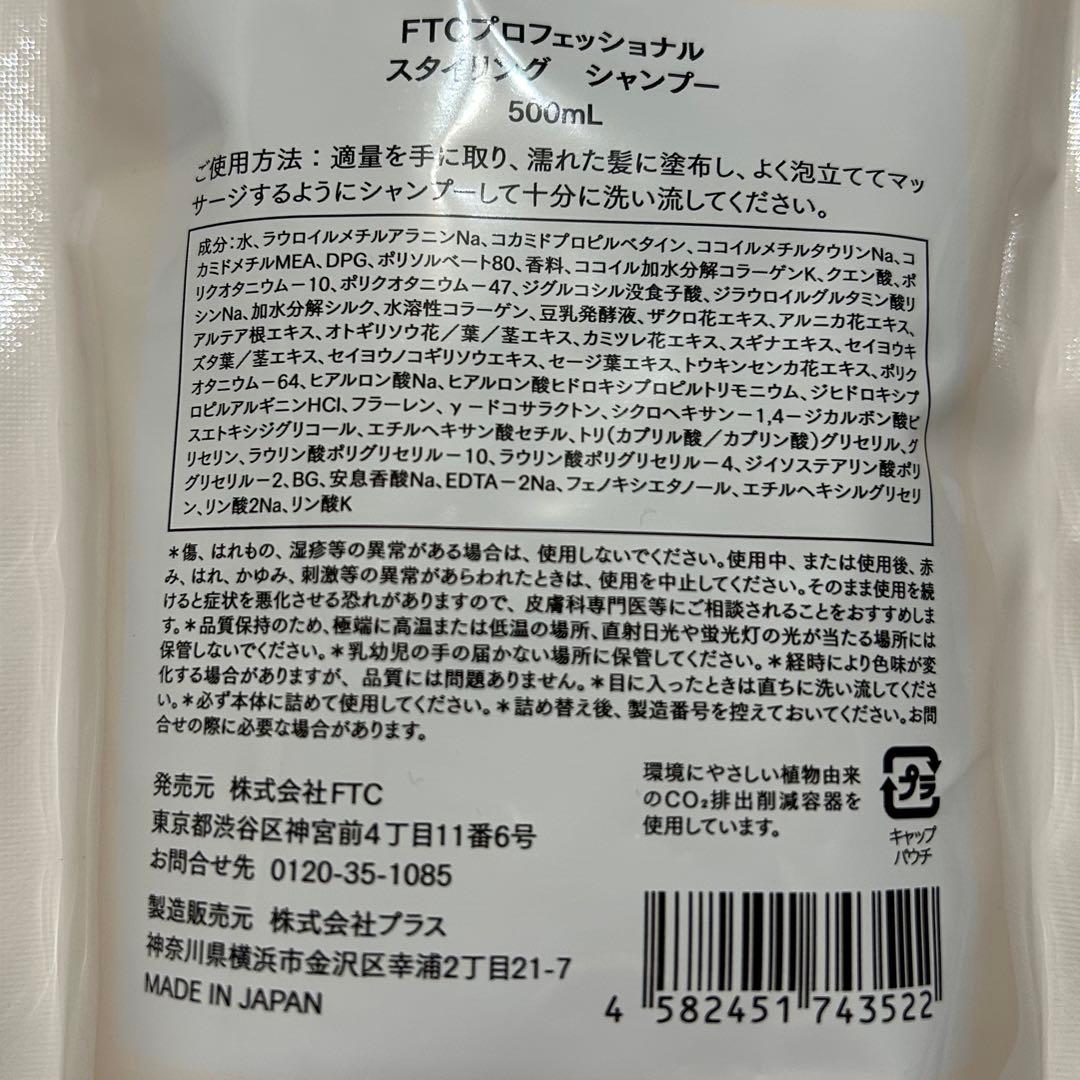 FTCプロフェッショナル
スタイリング シャンプー
500mL
ご使用方法：適量を手に取り、濡れた髪に塗布し、よく泡立ててマッ
サージするようにシャンプーして十分に洗い流してください。
成分：水、ラウロイルメチルアラニンNa、コカミドプロピルベタイン、ココイルメチルタウリンNa、コ
カミドメチルMEA、DPG、ポリソルベート80、香料、ココイル加水分解コラーゲンK、クエン酸、ポ
リクオタニウム－10、ポリクオタニウム－47、ジグルコシル没食子酸、ジラウロイルグルタミン酸リ
シンNa、加水分解シルク、水溶性コラーゲン、豆乳発酵液、ザクロ花エキス、アルニカ花エキス、
アルテア根エキス、オトギリソウ花／葉／茎エキス、カミツレ花エキス、スギナエキス、セイヨウキ
ズタ葉／茎エキス、セイヨウノコギリソウエキス、セージ葉エキス、トウキンセンカ花エキス、ポリク
オタニウム－64、ヒアルロン酸Na、ヒアルロン酸ヒドロキシプロピルトリモニウム、ジヒドロキシプ
ロピルアルギニンHCl、フラーレン、γ－ドコサラクトン、シクロヘキサン－1,4－ジカルボン酸ビ
スエトキシジグリコール、エチルヘキサン酸セチル、トリ(カプリル酸／カプリン酸)グリセリル、グ
リセリン、ラウリン酸ポリグリセリル－10、ラウリン酸ポリグリセリル－4、ジイソステアリン酸ポリ
グリセリル－2、BG、安息香酸Na、EDTA－2Na、フェノキシエタノール、エチルヘキシルグリセリ
ン、リン酸2Na、リン酸K
＊傷、はれもの、湿疹等の異常がある場合は、使用しないでください。使用中、または使用後、赤
み、はれ、かゆみ、刺激等の異常があらわれたときは、使用を中止してください。そのまま使用を続
けると症状を悪化させる恐れがありますので、皮膚科専門医等にご相談されることをおすすめしま
す。＊品質保持のため、極端に高温または低温の場所、直射日光や蛍光灯の光が当たる場所には
保管しないでください。＊乳幼児の手の届かない場所に保管してください。＊経時により色味が変
化する場合がありますが、品質には問題ありません。＊目に入ったときは直ちに洗い流してくださ
い。＊必ず本体に詰めて使用してください。＊詰め替え後、製造番号を控えておいてください。お問
合せの際に必要な場合があります。
発売元 株式会社FTC
東京都渋谷区神宮前4丁目11番6号
お問合せ先 0120-35-1085
製造販売元 株式会社プラス
神奈川県横浜市金沢区幸浦2丁目21-7
MADE IN JAPAN
環境にやさしい植物由来
のCO₂排出削減容器を
使用しています。
プラ
キャップ
パウチ
4 582451 743522